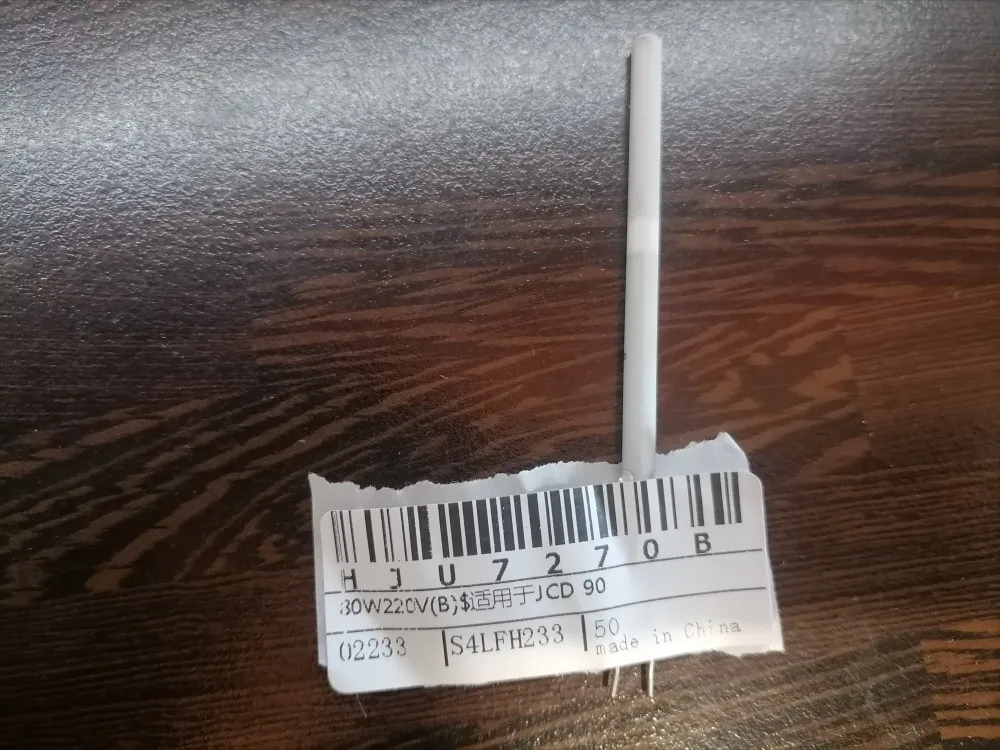 HJU7270B
80W220V(B)$适用于JCD 90
02233 S4LFH233 50
made in China